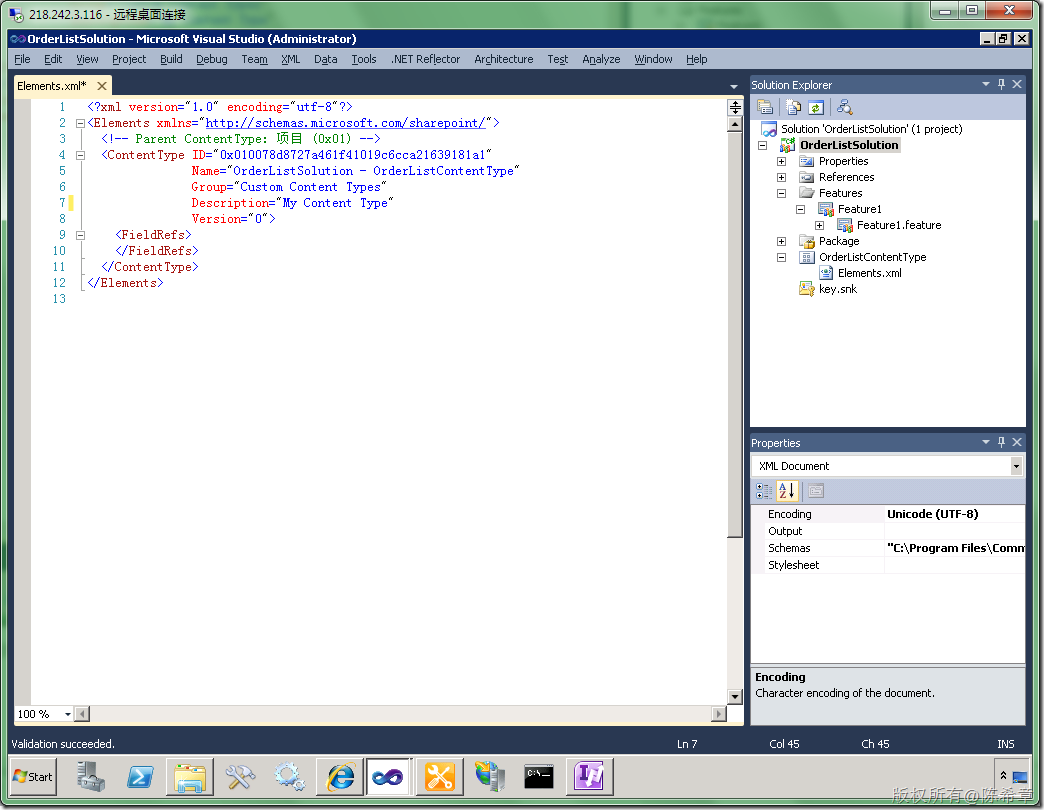 218.242.3.116 - 远程桌面连接
OrderListSolution - Microsoft Visual Studio (Administrator)
File Edit View Project Build Debug Team XML Data Tools .NET Reflector Architecture Test Analyze Window Help
Elements.xml*
1 <?xml version="1.0" encoding="utf-8"?>
2 <Elements xmlns="http://schemas.microsoft.com/sharepoint/">
3 <!-- Parent ContentType: 项目 (0x01) -->
4 <ContentType ID="0x010078d8727a461f41019c6cca21639181a1"
5 Name="OrderListSolution - OrderListContentType"
6 Group="Custom Content Types"
7 Description="My Content Type"
8 Version="0">
9 <FieldRefs>
10 </FieldRefs>
11 </ContentType>
12 </Elements>
13
100 %
Solution Explorer
Solution 'OrderListSolution' (1 project)
OrderListSolution
Properties
References
Features
Feature1
Feature1.feature
Package
OrderListContentType
Elements.xml
key.snk
Properties
XML Document
Encoding Unicode (UTF-8)
Output
Schemas "C:\Program Files\Comm
Stylesheet
Encoding
Character encoding of the document.
Validation succeeded. Ln 7 Col 45 Ch 45 INS
Start
版权所有@陈希章